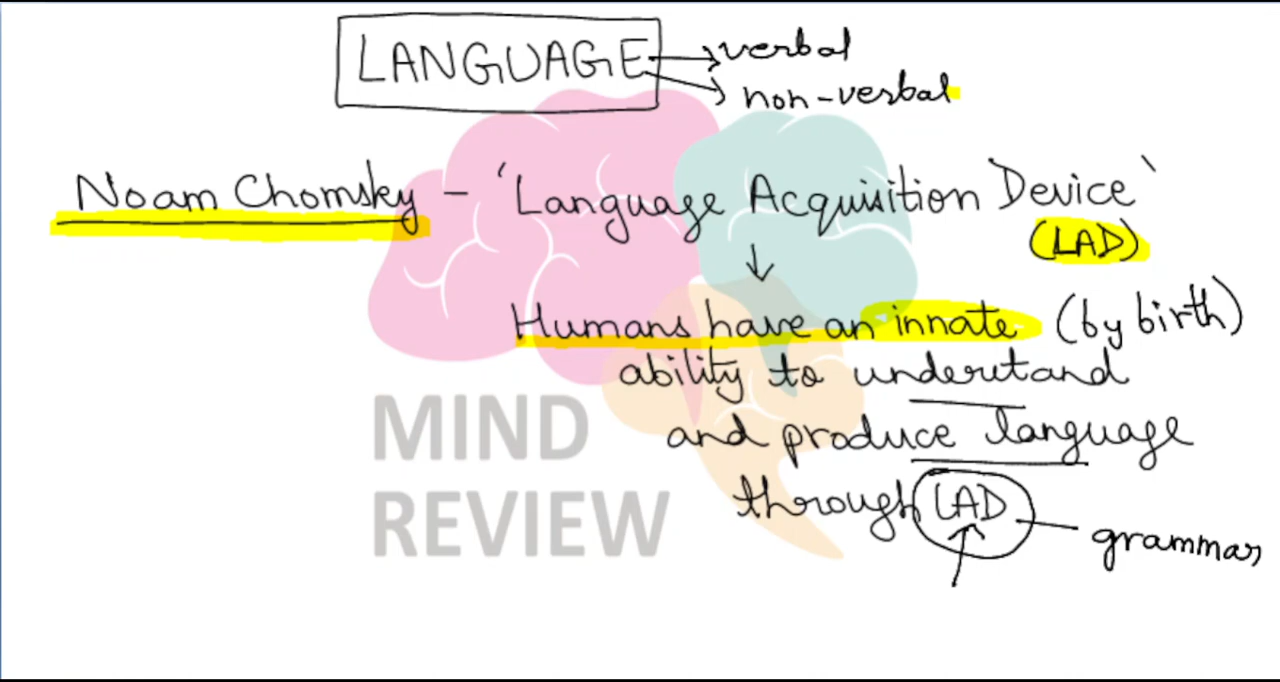 LANGUAGE → verbal
→ non-verbal
Noam Chomsky - 'Language Acquisition Device'
(LAD)
↓
Humans have an innate (by birth)
ability to understand
and produce language
through LAD - grammar
MIND
REVIEW